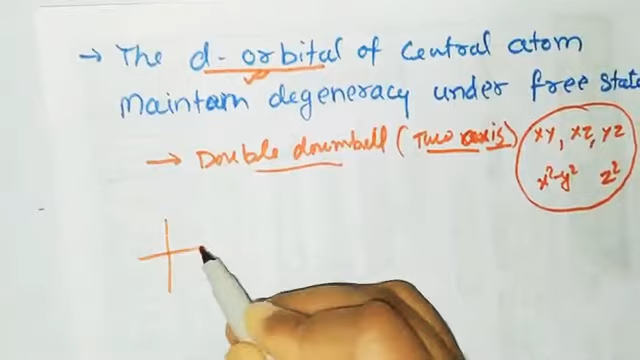 → The d-orbital of central atom
Maintain degeneracy under free state
→ Double doumbell (Two axis) xy, xz, yz
x²-y² z²